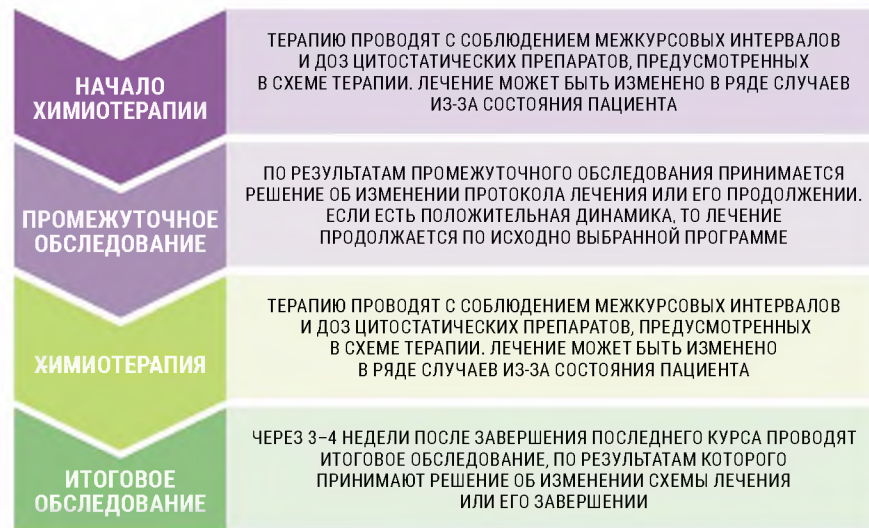 НАЧАЛО
ХИМИОТЕРАПИИ
ТЕРАПИЮ ПРОВОДЯТ С СОБЛЮДЕНИЕМ МЕЖКУРСОВЫХ ИНТЕРВАЛОВ
И ДОЗ ЦИТОСТАТИЧЕСКИХ ПРЕПАРАТОВ, ПРЕДУСМОТРЕННЫХ
В СХЕМЕ ТЕРАПИИ. ЛЕЧЕНИЕ МОЖЕТ БЫТЬ ИЗМЕНЕНО В РЯДЕ СЛУЧАЕВ
ИЗ-ЗА СОСТОЯНИЯ ПАЦИЕНТА
ПРОМЕЖУТОЧНОЕ
ОБСЛЕДОВАНИЕ
ПО РЕЗУЛЬТАТАМ ПРОМЕЖУТОЧНОГО ОБСЛЕДОВАНИЯ ПРИНИМАЕТСЯ
РЕШЕНИЕ ОБ ИЗМЕНЕНИИ ПРОТОКОЛА ЛЕЧЕНИЯ ИЛИ ЕГО ПРОДОЛЖЕНИИ.
ЕСЛИ ЕСТЬ ПОЛОЖИТЕЛЬНАЯ ДИНАМИКА, ТО ЛЕЧЕНИЕ
ПРОДОЛЖАЕТСЯ ПО ИСХОДНО ВЫБРАННОЙ ПРОГРАММЕ
ХИМИОТЕРАПИЯ
ТЕРАПИЮ ПРОВОДЯТ С СОБЛЮДЕНИЕМ МЕЖКУРСОВЫХ ИНТЕРВАЛОВ
И ДОЗ ЦИТОСТАТИЧЕСКИХ ПРЕПАРАТОВ, ПРЕДУСМОТРЕННЫХ
В СХЕМЕ ТЕРАПИИ. ЛЕЧЕНИЕ МОЖЕТ БЫТЬ ИЗМЕНЕНО
В РЯДЕ СЛУЧАЕВ ИЗ-ЗА СОСТОЯНИЯ ПАЦИЕНТА
ИТОГОВОЕ
ОБСЛЕДОВАНИЕ
ЧЕРЕЗ 3–4 НЕДЕЛИ ПОСЛЕ ЗАВЕРШЕНИЯ ПОСЛЕДНЕГО КУРСА ПРОВОДЯТ
ИТОГОВОЕ ОБСЛЕДОВАНИЕ, ПО РЕЗУЛЬТАТАМ КОТОРОГО
ПРИНИМАЮТ РЕШЕНИЕ ОБ ИЗМЕНЕНИИ СХЕМЫ ЛЕЧЕНИЯ
ИЛИ ЕГО ЗАВЕРШЕНИИ